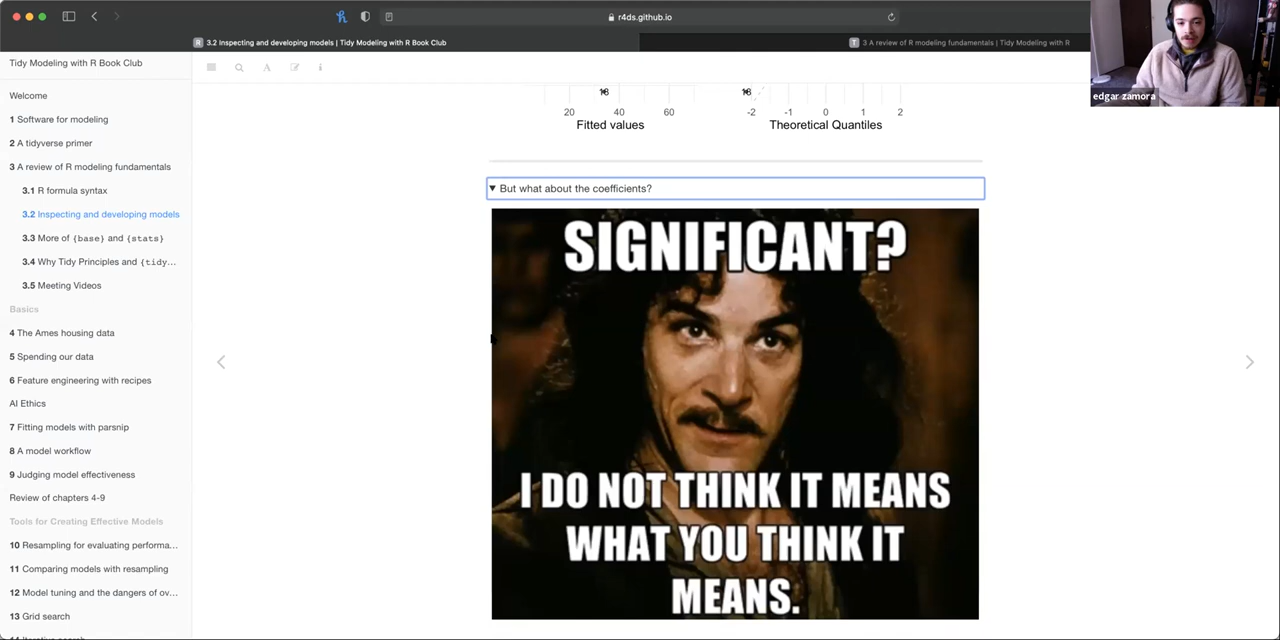 r4ds.github.io
R 3.2 Inspecting and developing models | Tidy Modeling with R Book Club
T 3 A review of R modeling fundamentals | Tidy Modeling with R
edgar zamora
Tidy Modeling with R Book Club
Welcome
1 Software for modeling
2 A tidyverse primer
3 A review of R modeling fundamentals
3.1 R formula syntax
3.2 Inspecting and developing models
3.3 More of {base} and {stats}
3.4 Why Tidy Principles and {tidy...
3.5 Meeting Videos
Basics
4 The Ames housing data
5 Spending our data
6 Feature engineering with recipes
AI Ethics
7 Fitting models with parsnip
8 A model workflow
9 Judging model effectiveness
Review of chapters 4-9
Tools for Creating Effective Models
10 Resampling for evaluating performa...
11 Comparing models with resampling
12 Model tuning and the dangers of ov...
13 Grid search
20 40 60
Fitted values
-2 -1 0 1 2
Theoretical Quantiles
But what about the coefficients?
SIGNIFICANT?
I DO NOT THINK IT MEANS
WHAT YOU THINK IT
MEANS.